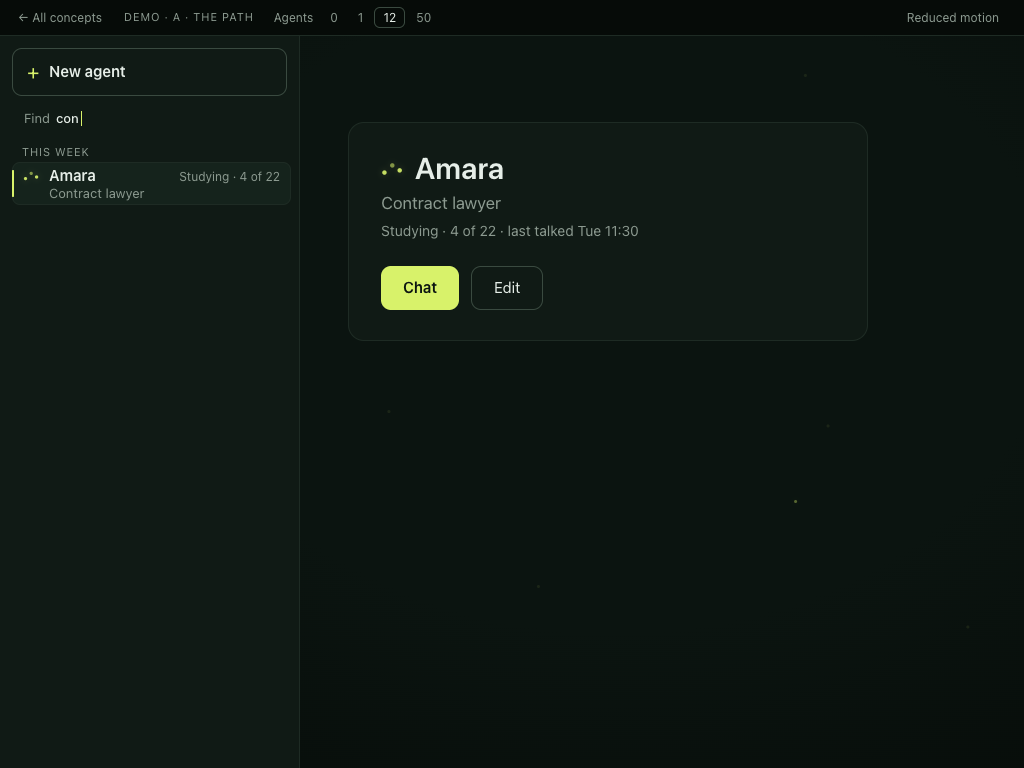 ← All concepts DEMO · A · THE PATH Agents 0 1 12 50 Reduced motion
+ New agent
Find con
THIS WEEK
Amara Studying · 4 of 22
Contract lawyer
Amara
Contract lawyer
Studying · 4 of 22 · last talked Tue 11:30
Chat Edit